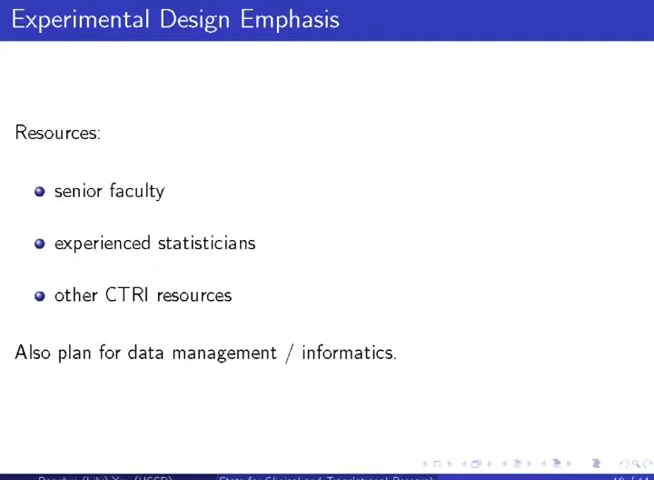 Experimental Design Emphasis
Resources:
senior faculty
experienced statisticians
other CTRI resources
Also plan for data management / informatics.